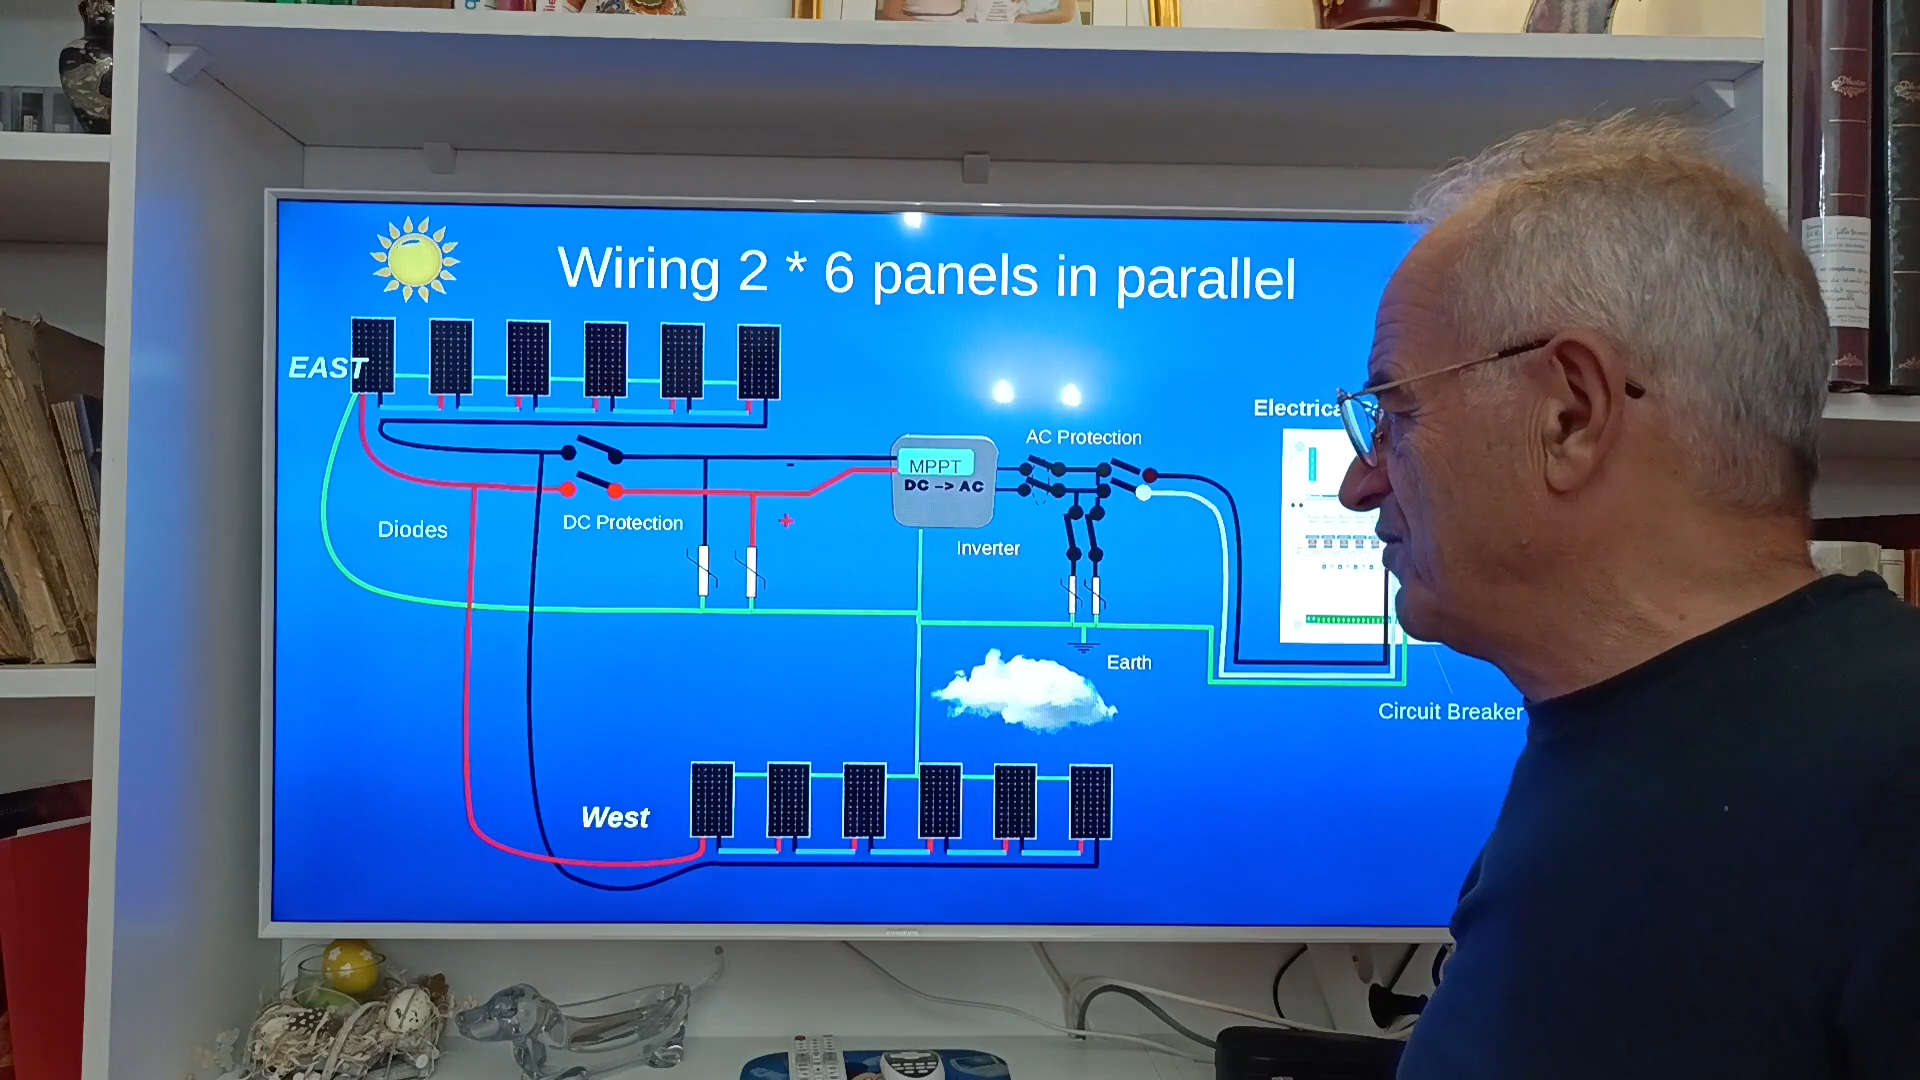 Wiring 2 * 6 panels in parallel
EAST
Electrica
AC Protection
-
MPPT
DC -> AC
Diodes
DC Protection
+
Inverter
Earth
Circuit Breaker
West